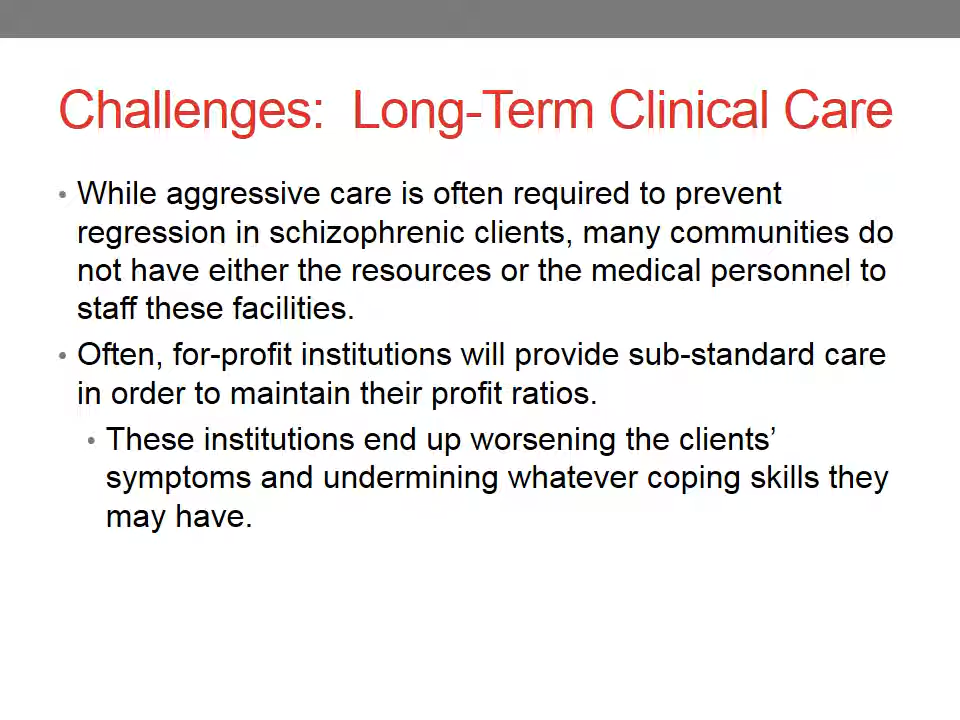 Challenges:  Long-Term Clinical Care
• While aggressive care is often required to prevent
regression in schizophrenic clients, many communities do
not have either the resources or the medical personnel to
staff these facilities.
• Often, for-profit institutions will provide sub-standard care
in order to maintain their profit ratios.
• These institutions end up worsening the clients’
symptoms and undermining whatever coping skills they
may have.